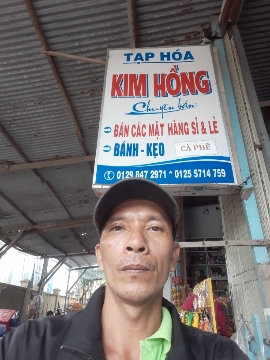 TẠP HÓA
KIM HỒNG
Chuyên bán:
BÁN CÁC MẶT HÀNG SỈ & LẺ
BÁNH - KẸO CÀ PHÊ
0129 847 2971 * 0125 5714 759